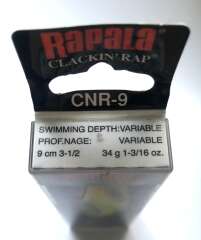 Rapala
CLACKIN' RAP
CNR-9
SWIMMING DEPTH: VARIABLE
PROF.NAGE: VARIABLE
9 cm 3-1/2 34 g 1-3/16 oz.